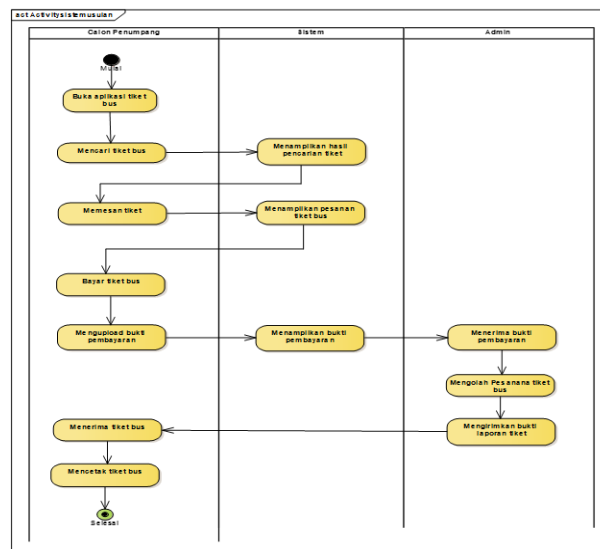 act Activitysistemusulan
Calon Penumpang
Sistem
Admin
Mulai
Buka aplikasi tiket
bus
Mencari tiket bus
Menampilkan hasil
pencarian tiket
Memesan tiket
Menampilkan pesanan
tiket bus
Bayar tiket bus
Mengupload bukti
pembayaran
Menampilkan bukti
pembayaran
Menerima bukti
pembayaran
Mengolah Pesanana tiket
bus
Menerima tiket bus
Mengirimkan bukti
laporan tiket
Mencetak tiket bus
Selesai